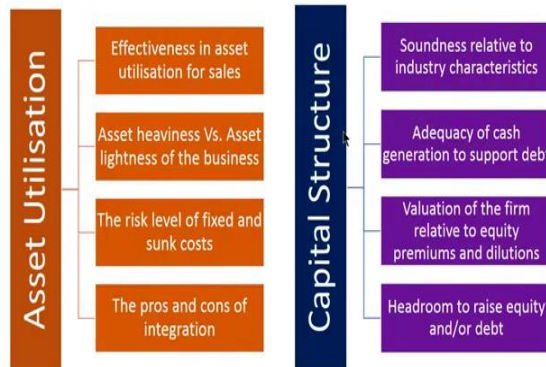 Asset Utilisation
Effectiveness in asset
utilisation for sales
Asset heaviness Vs. Asset
lightness of the business
The risk level of fixed and
sunk costs
The pros and cons of
integration
Capital Structure
Soundness relative to
industry characteristics
Adequacy of cash
generation to support debt
Valuation of the firm
relative to equity
premiums and dilutions
Headroom to raise equity
and/or debt